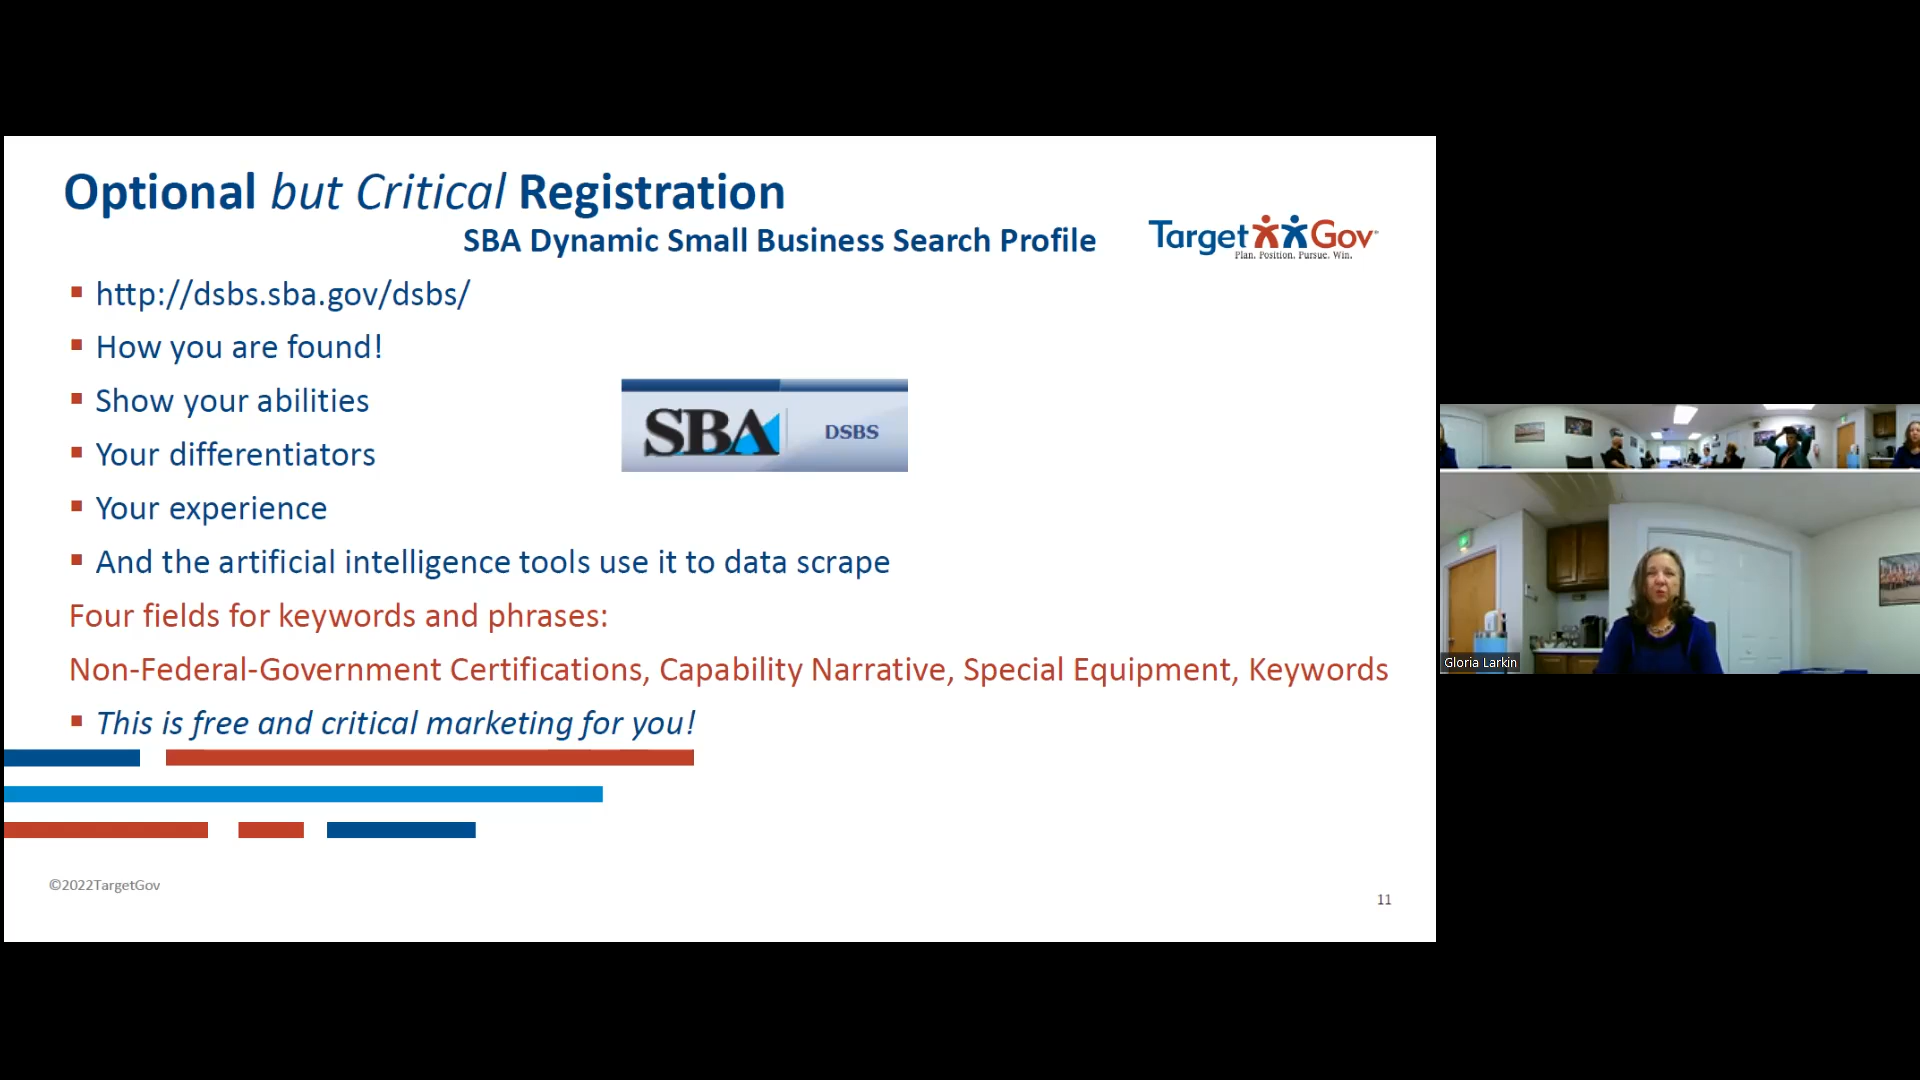 Optional but Critical Registration
SBA Dynamic Small Business Search Profile
TargetGov
Plan. Position. Pursue. Win.
http://dsbs.sba.gov/dsbs/
How you are found!
Show your abilities
SBA DSBS
Your differentiators
Your experience
And the artificial intelligence tools use it to data scrape
Four fields for keywords and phrases:
Non-Federal-Government Certifications, Capability Narrative, Special Equipment, Keywords
This is free and critical marketing for you!
©2022TargetGov
11
Gloria Larkin